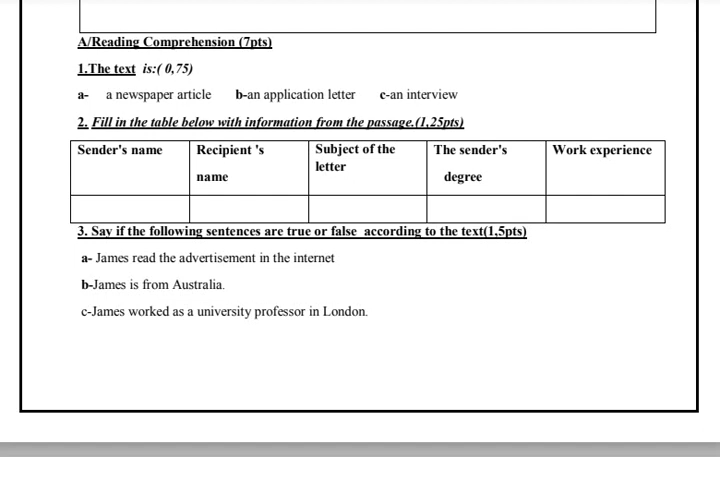 A/Reading Comprehension (7pts)
1.The text is:( 0,75)
a- a newspaper article b-an application letter c-an interview
2. Fill in the table below with information from the passage.(1,25pts)
Sender's name
Recipient 's name
Subject of the letter
The sender's degree
Work experience
3. Say if the following sentences are true or false according to the text(1,5pts)
a- James read the advertisement in the internet
b-James is from Australia.
c-James worked as a university professor in London.